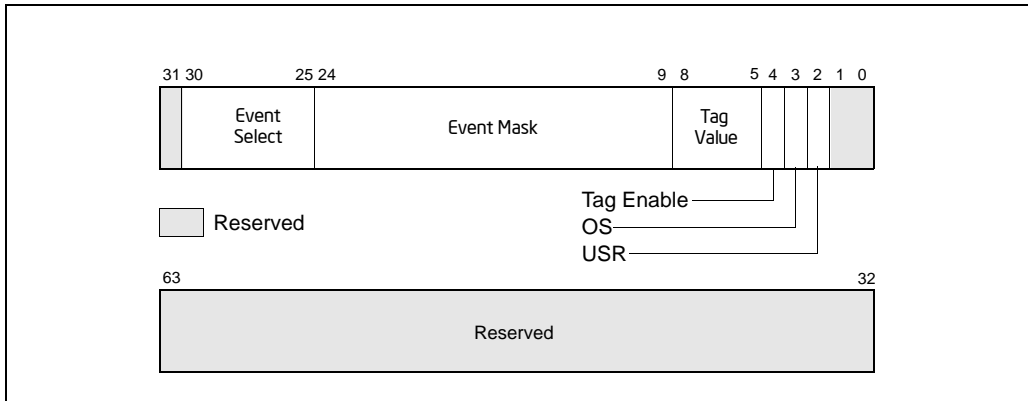 31 30 25 24 9 8 5 4 3 2 1 0
Event
Select
Event Mask
Tag
Value
Tag Enable
OS
USR
Reserved
63 32
Reserved